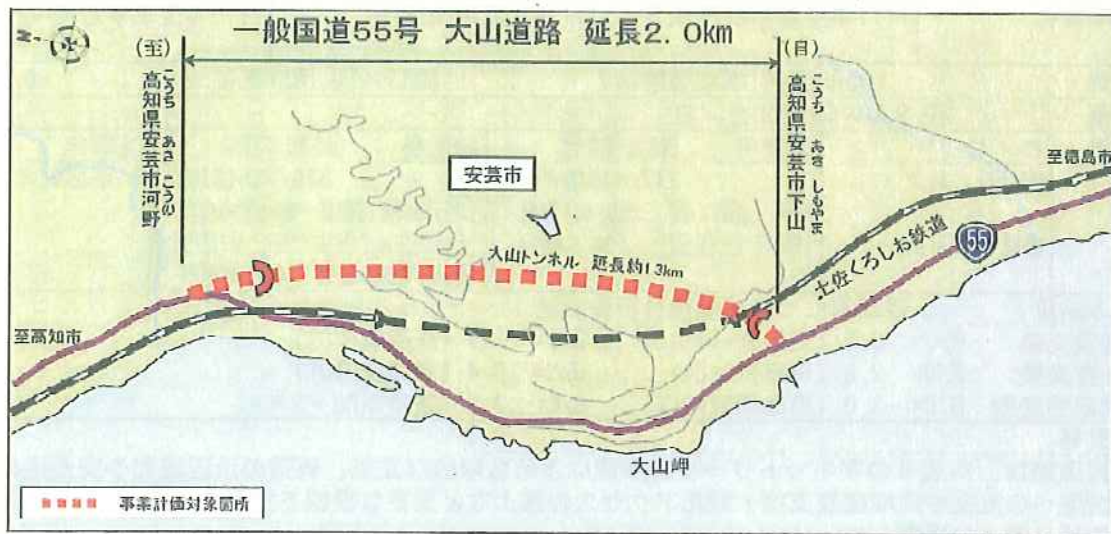 一般国道55号 大山道路 延長2.0km
N
(至)
高知県安芸市河野
こうち あき こうの
(自)
高知県安芸市下山
こうち あき しもやま
安芸市
至徳島市
大山トンネル 延長約1.3km
土佐くろしお鉄道
55
至高知市
大山岬
事業評価対象箇所